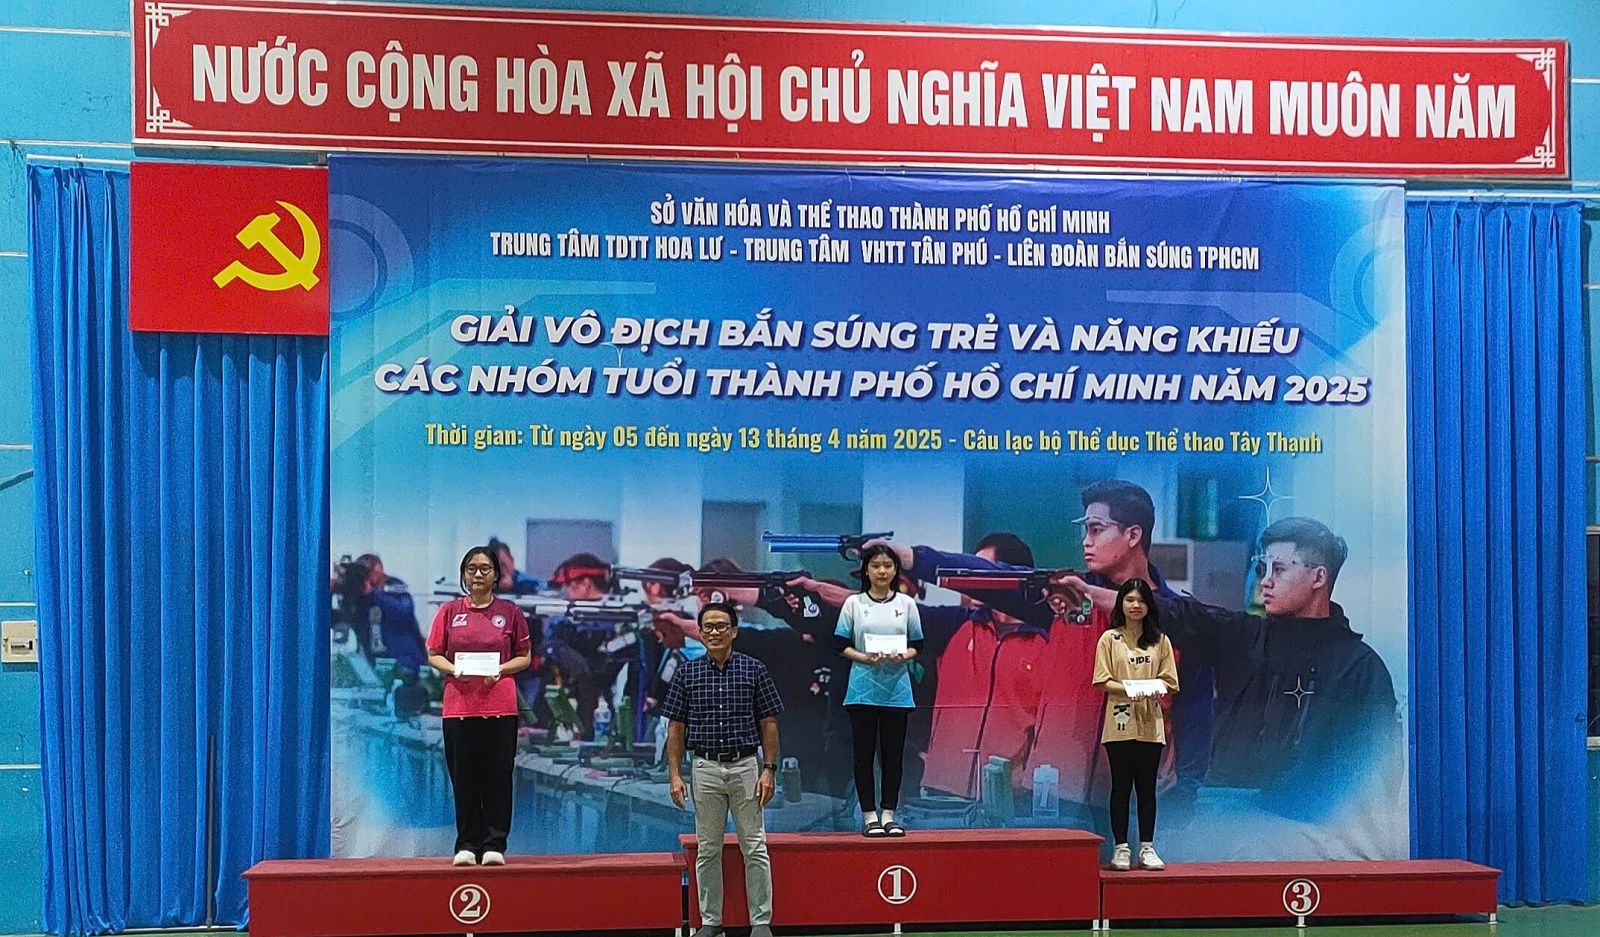 NƯỚC CỘNG HÒA XÃ HỘI CHỦ NGHĨA VIỆT NAM MUÔN NĂM
SỞ VĂN HÓA VÀ THỂ THAO THÀNH PHỐ HỒ CHÍ MINH
TRUNG TÂM TDTT HOA LƯ - TRUNG TÂM VHTT TÂN PHÚ - LIÊN ĐOÀN BẮN SÚNG TPHCM
GIẢI VÔ ĐỊCH BẮN SÚNG TRẺ VÀ NĂNG KHIẾU
CÁC NHÓM TUỔI THÀNH PHỐ HỒ CHÍ MINH NĂM 2025
Thời gian: Từ ngày 05 đến ngày 13 tháng 4 năm 2025 - Câu lạc bộ Thể dục Thể thao Tây Thạnh
2
1
3